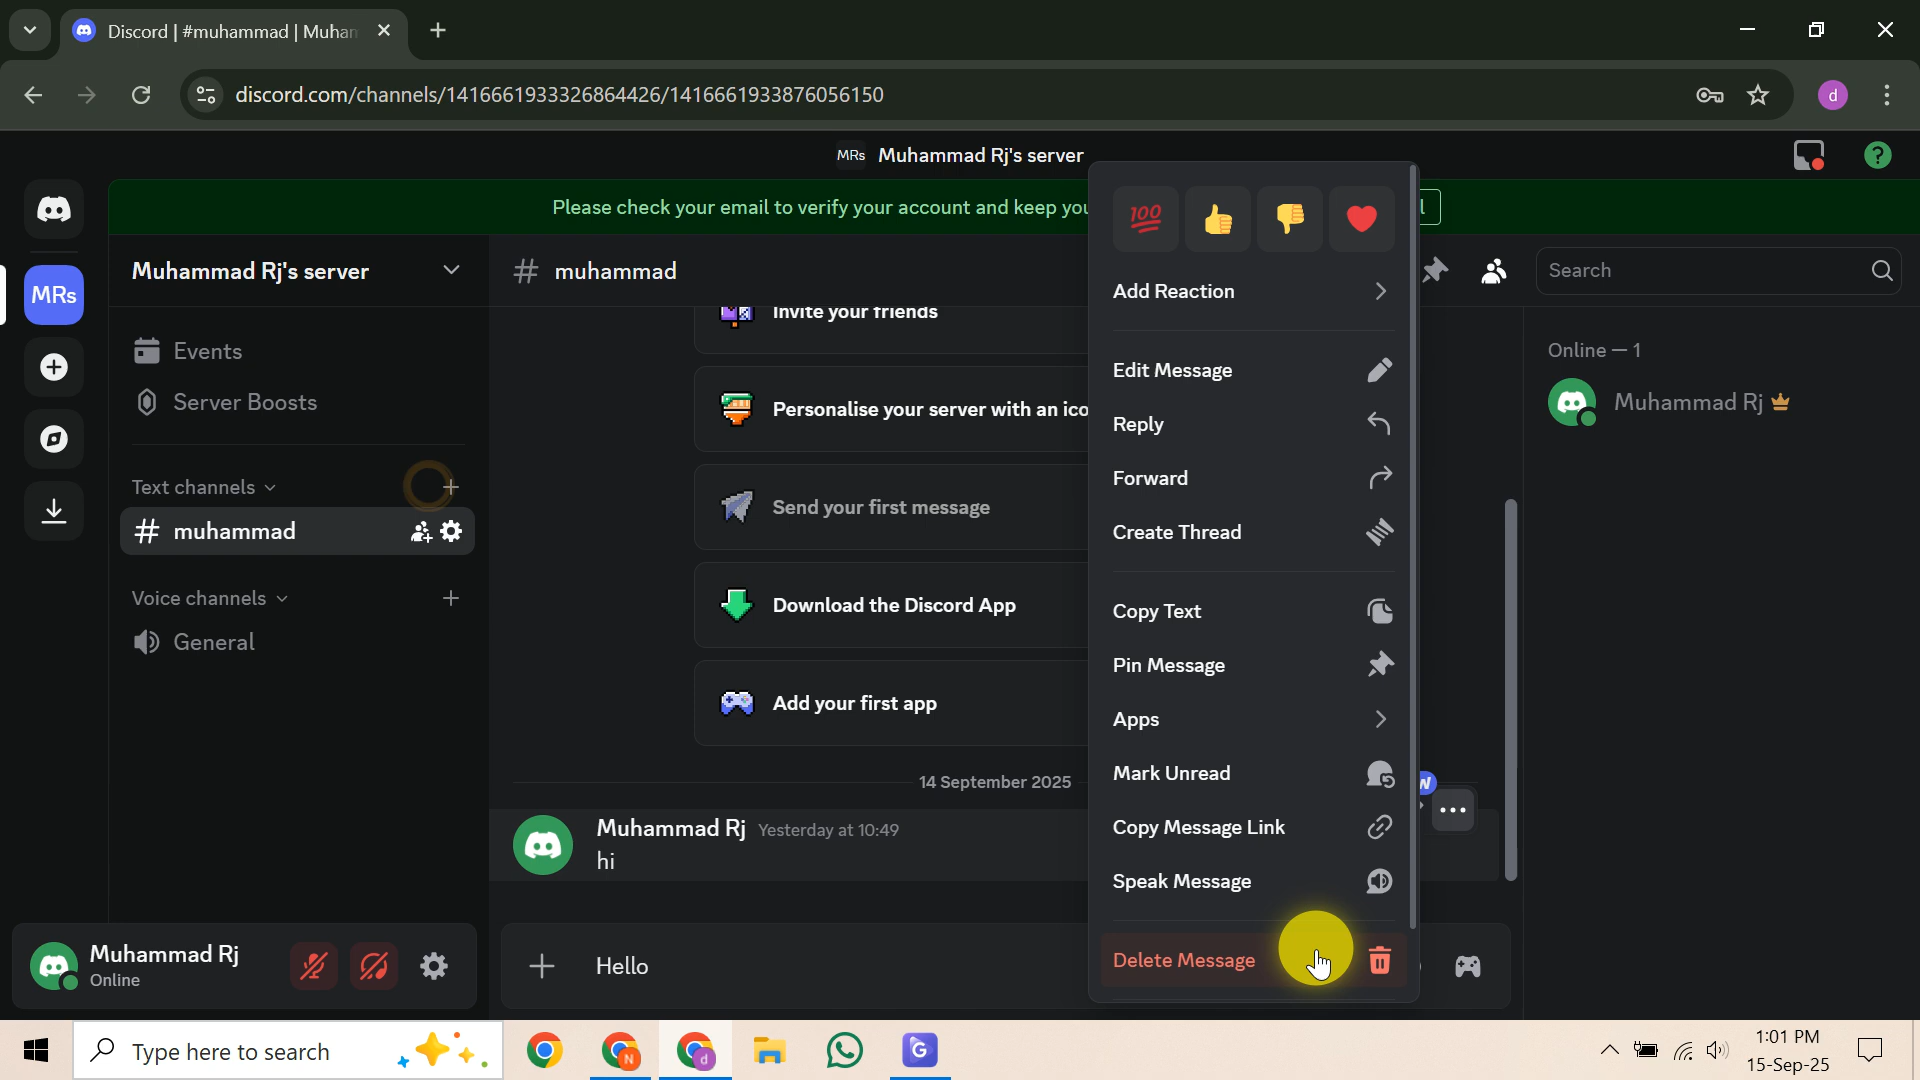 Discord | #muhammad | Muham
discord.com/channels/1416661933326864426/1416661933876056150
d
MRs Muhammad Rj's server
Please check your email to verify your account and keep you
MRs
Muhammad Rj's server
# muhammad
Search
Events
Server Boosts
Text channels
# muhammad
Voice channels
General
Invite your friends
Personalise your server with an ico
Send your first message
Download the Discord App
Add your first app
14 September 2025
Muhammad Rj Yesterday at 10:49
hi
Hello
100
Add Reaction
Edit Message
Reply
Forward
Create Thread
Copy Text
Pin Message
Apps
Mark Unread
Copy Message Link
Speak Message
Delete Message
Online — 1
Muhammad Rj
Muhammad Rj
Online
Type here to search
N
d
G
1:01 PM
15-Sep-25